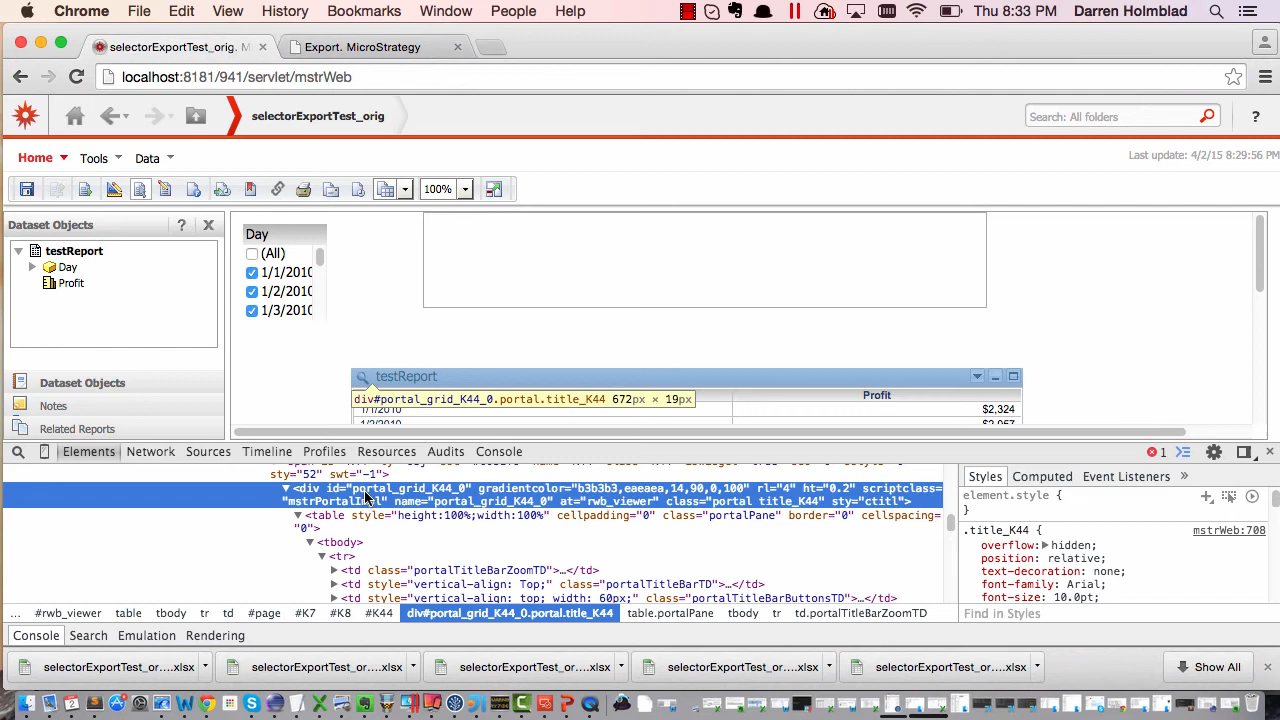 Chrome File Edit View History Bookmarks Window People Help Thu 8:33 PM Darren Holmblad
selectorExportTest_orig. M Export. MicroStrategy
localhost:8181/941/servlet/mstrWeb
selectorExportTest_orig Search: All folders ?
Home Tools Data Last update: 4/2/15 8:29:56 PM
100%
Dataset Objects ?
testReport
Day
Profit
Dataset Objects
Notes
Related Reports
Day
(All)
1/1/2010
1/2/2010
1/3/2010
testReport
div#portal_grid_K44_0.portal.title_K44 672px × 19px
Profit
1/1/2010 $2,324
Elements Network Sources Timeline Profiles Resources Audits Console 1
sty="52" swt="-1">
<div id="portal_grid_K44_0" gradientcolor="b3b3b3,eaeaea,14,90,0,100" rl="4" ht="0.2" scriptclass=
name="portal_grid_K44_0" at="rwb_viewer" class="portal title_K44" sty="ctitl">
<table style="height:100%;width:100%" cellpadding="0" class="portalPane" border="0" cellspacing=
"0">
<tbody>
<tr>
<td class="portalTitleBarZoomTD">…</td>
<td style="vertical-align: Top;" class="portalTitleBarTD">…</td>
<td style="vertical-align: top; width: 60px;" class="portalTitleBarButtonsTD">…</td>
Styles Computed Event Listeners »
element.style {
}
.title_K44 { mstrWeb:708
overflow: hidden;
position: relative;
text-decoration: none;
font-family: Arial;
font-size: 10.0pt;
... #rwb_viewer table tbody tr td #page #K7 #K8 #K44 div#portal_grid_K44_0.portal.title_K44 table.portalPane tbody tr td.portalTitleBarZoomTD
Find in Styles
Console Search Emulation Rendering
selectorExportTest_or....xlsx selectorExportTest_or....xlsx selectorExportTest_or....xlsx selectorExportTest_or....xlsx selectorExportTest_or....xlsx Show All